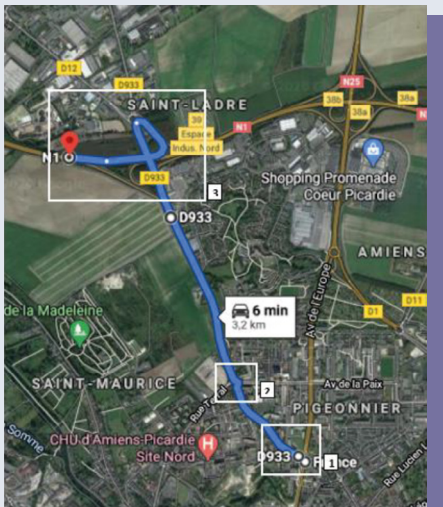 D12
D933
38b
N25
38a
38a
SAINT-LADRE
39
Espace
Indus. Nord
N1
N1
D933
3
Shopping Promenade
Coeur Picardie
D933
AMIENS
Av de l'Europe
6 min
3,2 km
D11
D1
de la Madeleine
SAINT-MAURICE
2
Av de la Paix
PIGEONNIER
CHU d'Amiens-Picardie
Site Nord
Somme
D933
1
Rue Lucien L